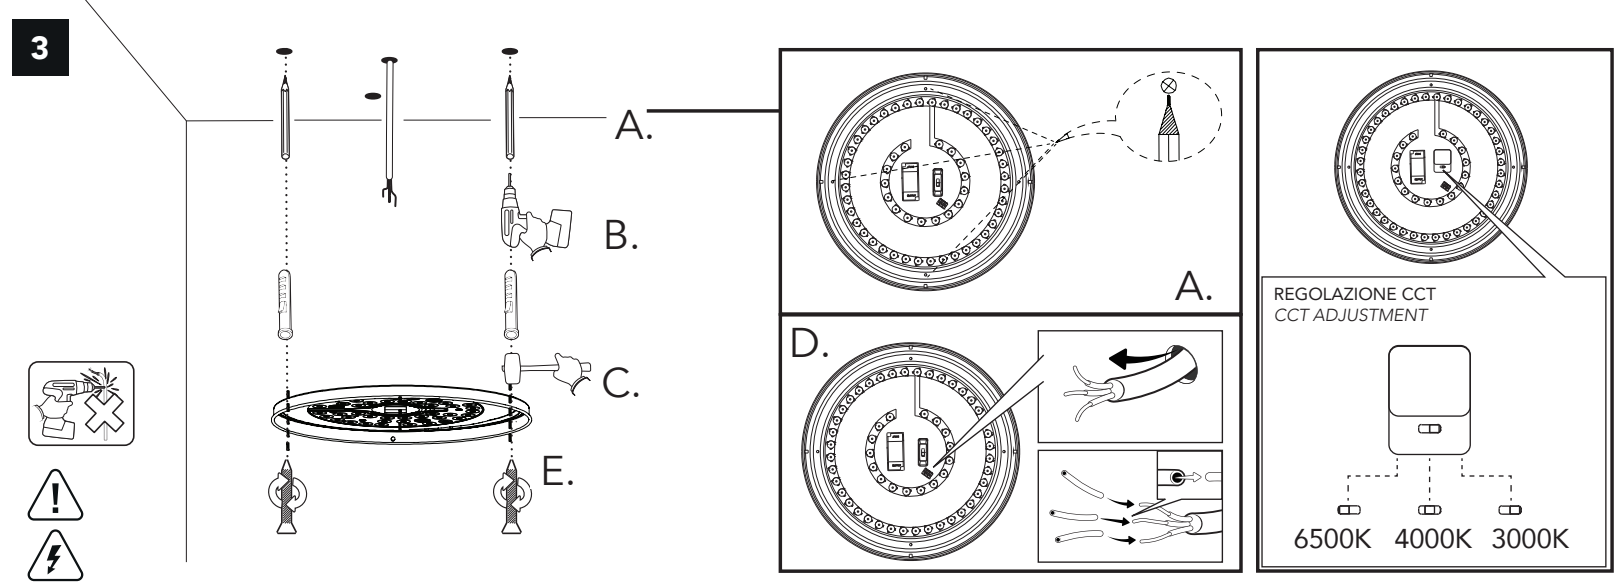 3
A.
B.
C.
E.
A.
D.
REGOLAZIONE CCT
CCT ADJUSTMENT
6500K 4000K 3000K